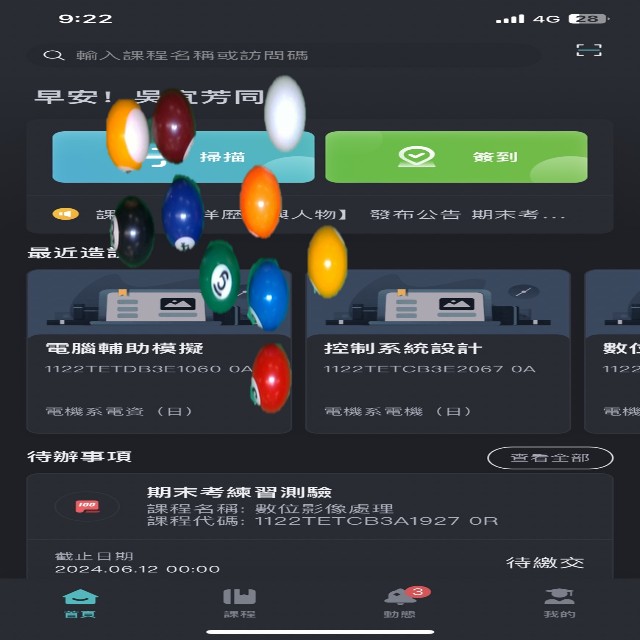 9:22 4G 28
輸入課程名稱或訪問碼
早安! 吳宜芳同
掃描 簽到
課 洋歷 與人物】 發布公告 期末考...
最近造訪
電腦輔助模擬 控制系統設計 數位
1122TETDB3E1060 0A 1122TETCB3E2067 0A 1122
電機系電資（日） 電機系電機（日） 電機
待辦事項 查看全部
100 期末考練習測驗
課程名稱: 數位影像處理
課程代碼: 1122TETCB3A1927 0R
截止日期 待繳交
2024.06.12 00:00
3
首頁 課程 動態 我的